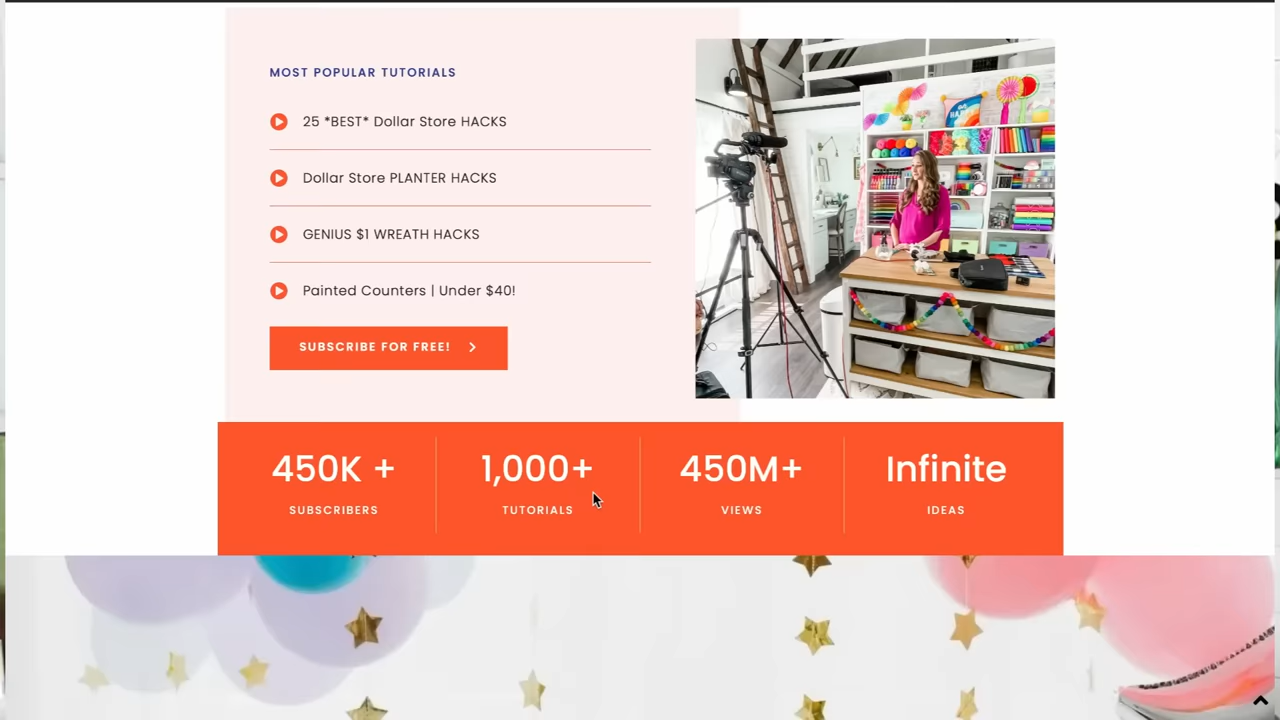 MOST POPULAR TUTORIALS
25 *BEST* Dollar Store HACKS
Dollar store PLANTER HACKS
GENIUS $1 WREATH HACKS
Painted Counters | Under $40!
SUBSCRIBE FOR FREE!
450K +
SUBSCRIBERS
1,000+
TUTORIALS
450M+
VIEWS
Infinite
IDEAS